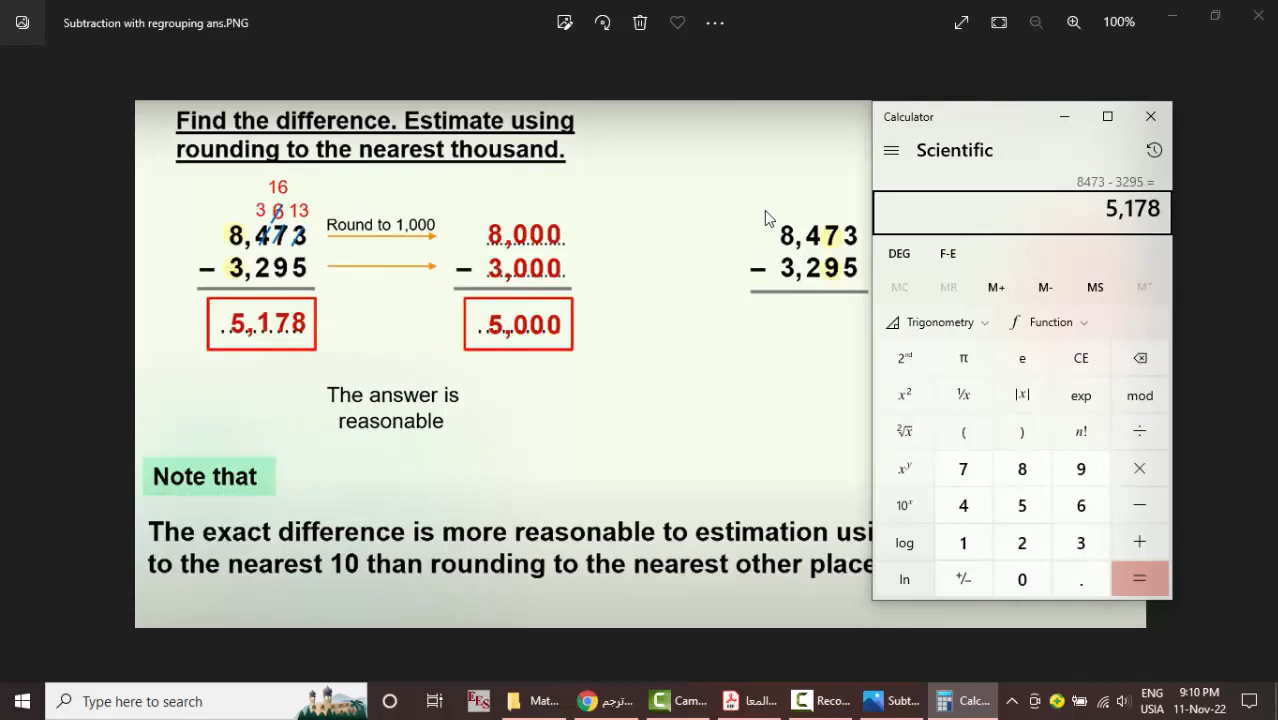 Subtraction with regrouping ans.PNG
100%
Find the difference. Estimate using
rounding to the nearest thousand.
16
3 6 13
8,473
Round to 1,000
8,000
8,473
– 3,295
– 3,000
– 3,295
5,178
5,000
The answer is
reasonable
Note that
The exact difference is more reasonable to estimation usi
to the nearest 10 than rounding to the nearest other place
Calculator
Scientific
8473 - 3295 =
5,178
DEG
F-E
MC MR M+ M- MS
Trigonometry
f Function
2nd π e CE
x² ¹/x |x| exp mod
²√x ( ) n! ÷
xʸ 7 8 9 ×
10ˣ 4 5 6 −
log 1 2 3 +
ln +/− 0 . =
Type here to search
EES
Mat...
ترجم...
Cam...
المعا...
Reco...
Subt...
Calc...
ENG
USIA
9:10 PM
11-Nov-22